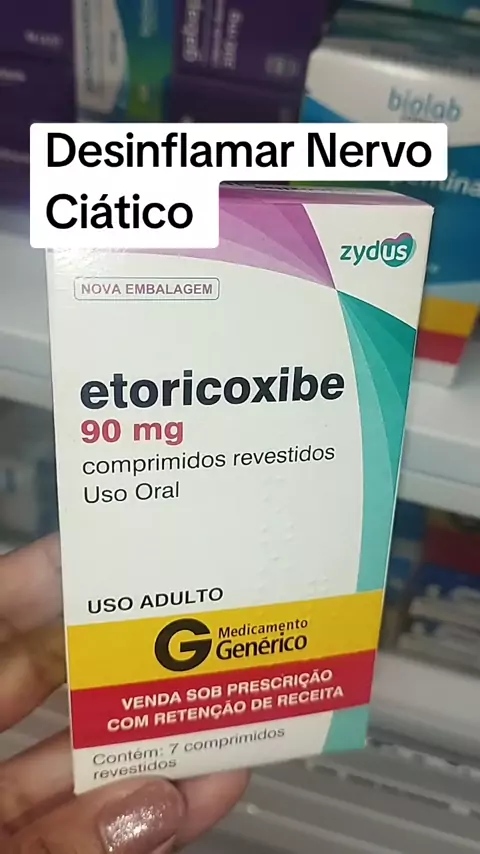 biolab
Desinflamar Nervo
Ciático
zydus
NOVA EMBALAGEM
etoricoxibe
90 mg
comprimidos revestidos
Uso Oral
USO ADULTO
G Medicamento
Genérico
VENDA SOB PRESCRIÇÃO
COM RETENÇÃO DE RECEITA
Contém: 7 comprimidos
revestidos